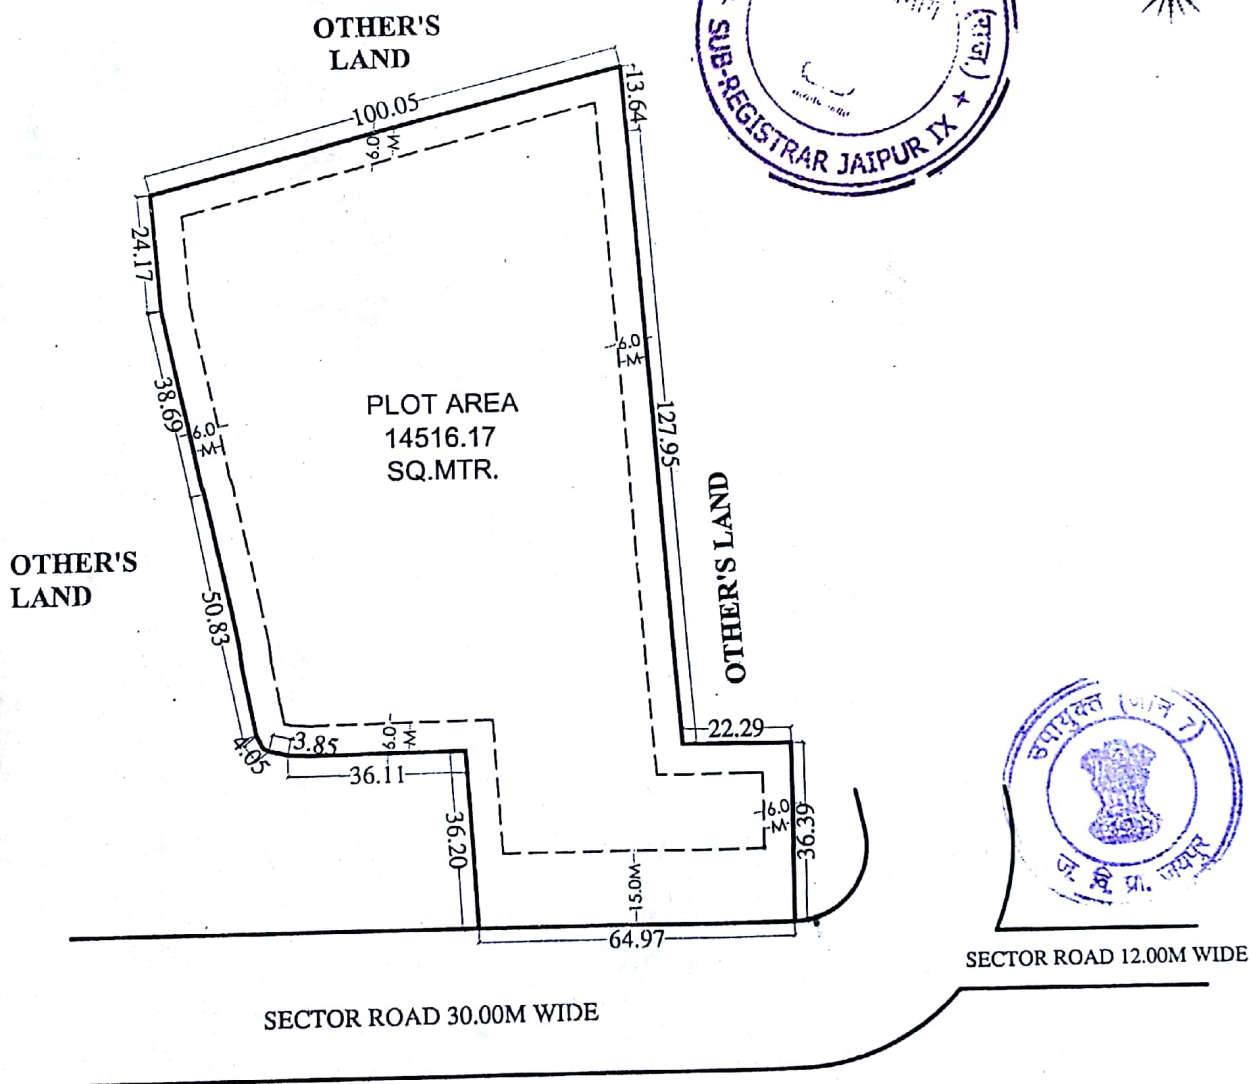 OTHER'S
LAND
SUB-REGISTRAR JAIPUR IX
(राज.)
100.05
13.64
6.0
M
24.17
38.69
6.0
M
6.0
M
127.95
PLOT AREA
14516.17
SQ.MTR.
OTHER'S
LAND
OTHER'S LAND
50.83
4.05
3.85
36.11
6.0
M
22.29
36.20
6.0
M
36.39
15.0M
64.97
उपायुक्त (जोन 7)
ज. वि. प्रा. जयपुर
SECTOR ROAD 12.00M WIDE
SECTOR ROAD 30.00M WIDE